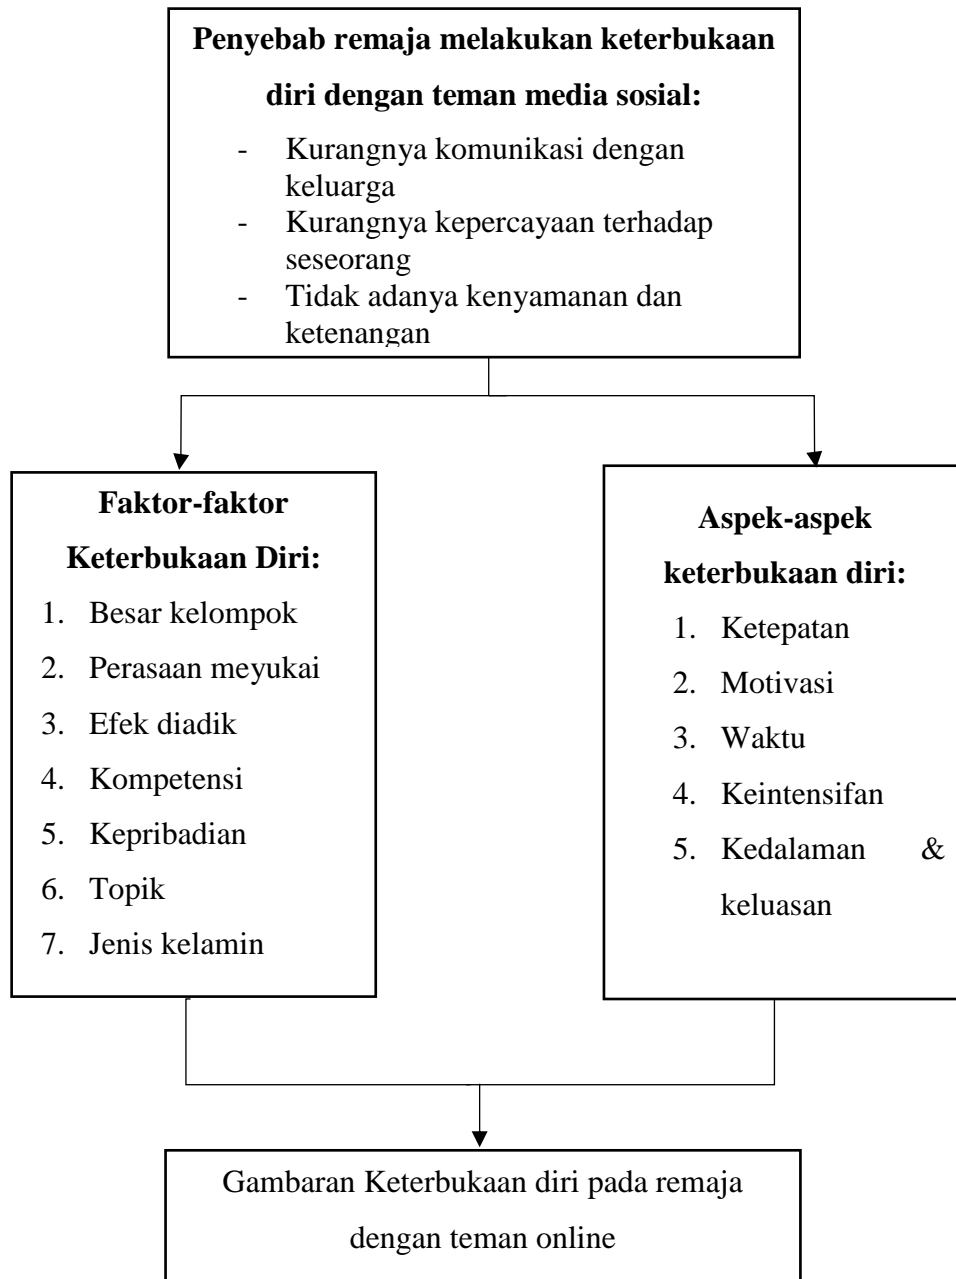 Penyebab remaja melakukan keterbukaan
diri dengan teman media sosial:
- Kurangnya komunikasi dengan
keluarga
- Kurangnya kepercayaan terhadap
seseorang
- Tidak adanya kenyamanan dan
ketenangan
Faktor-faktor
Keterbukaan Diri:
1. Besar kelompok
2. Perasaan meyukai
3. Efek diadik
4. Kompetensi
5. Kepribadian
6. Topik
7. Jenis kelamin
Aspek-aspek
keterbukaan diri:
1. Ketepatan
2. Motivasi
3. Waktu
4. Keintensifan
5. Kedalaman &
keluasan
Gambaran Keterbukaan diri pada remaja
dengan teman online